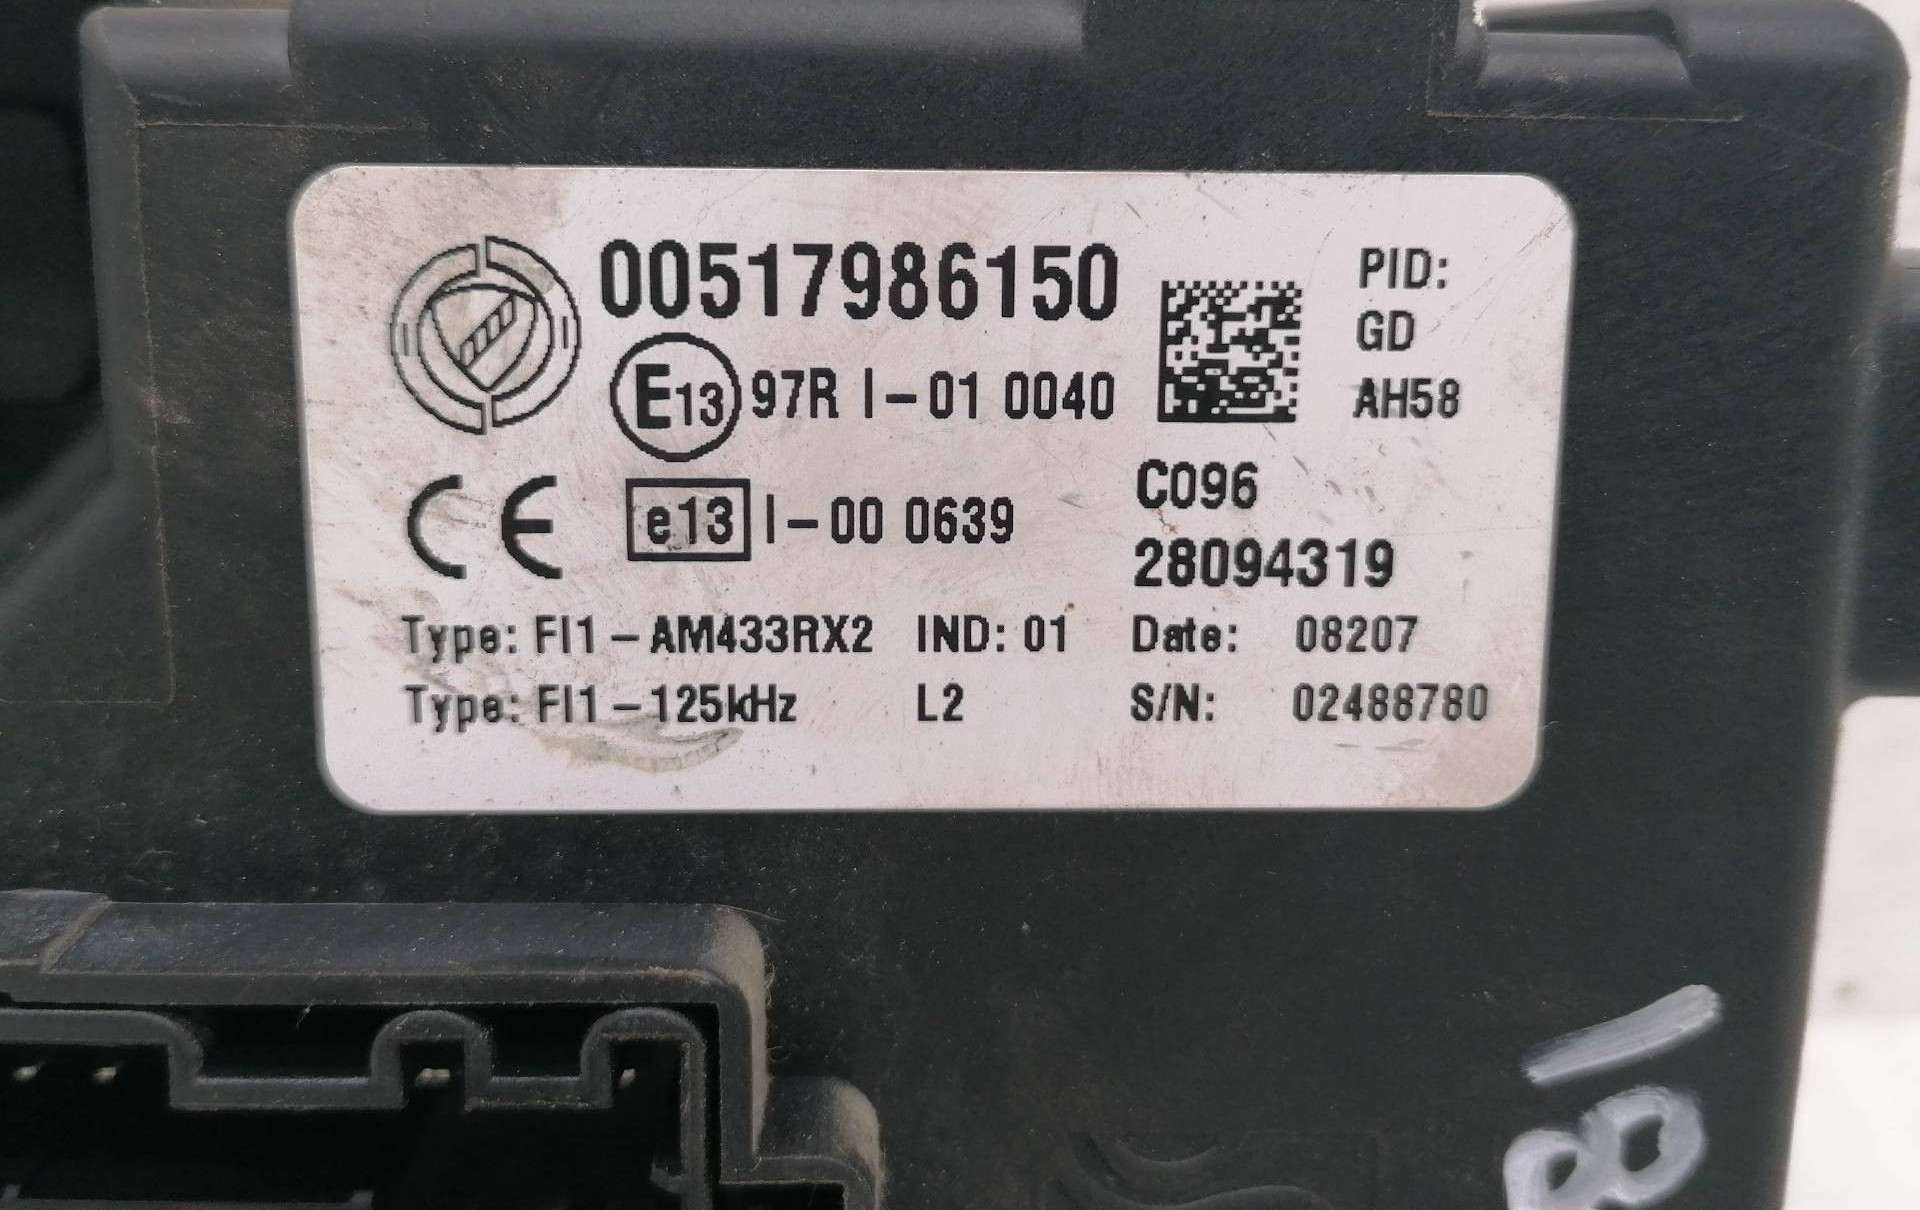 00517986150
E13 97R I-01 0040
PID:
GD
AH58
CE e13 I-00 0639
C096
28094319
Type: FI1-AM433RX2 IND: 01 Date: 08207
Type: FI1-125kHz L2 S/N: 02488780